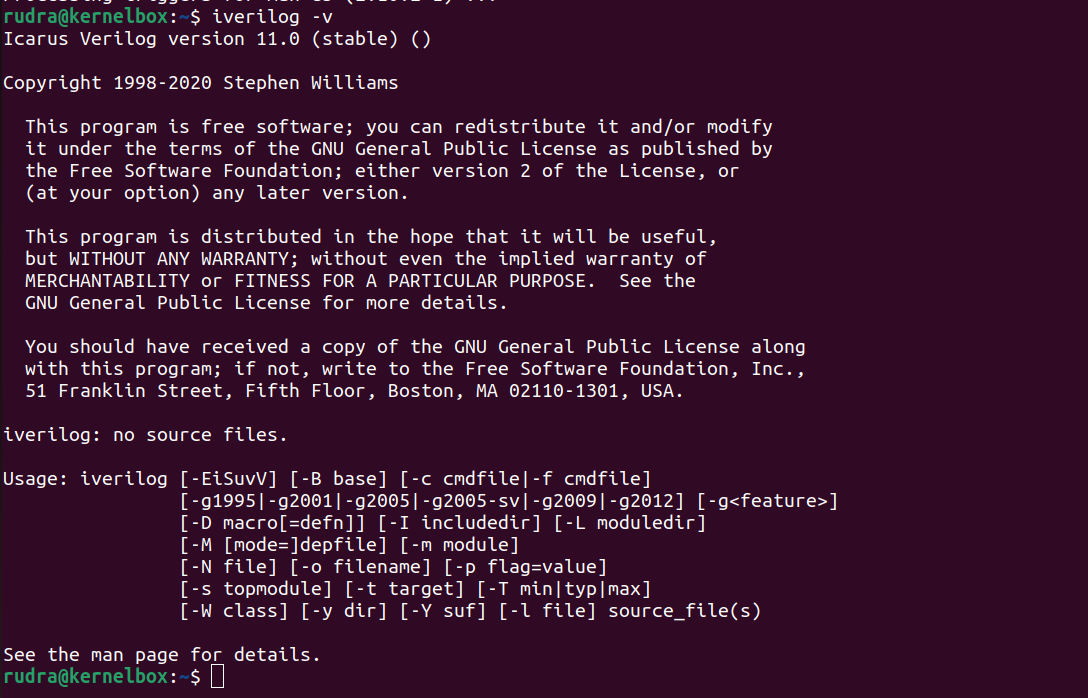 rudra@kernelbox:~$ iverilog -v
Icarus Verilog version 11.0 (stable) ()

Copyright 1998-2020 Stephen Williams

  This program is free software; you can redistribute it and/or modify
  it under the terms of the GNU General Public License as published by
  the Free Software Foundation; either version 2 of the License, or
  (at your option) any later version.

  This program is distributed in the hope that it will be useful,
  but WITHOUT ANY WARRANTY; without even the implied warranty of
  MERCHANTABILITY or FITNESS FOR A PARTICULAR PURPOSE.  See the
  GNU General Public License for more details.

  You should have received a copy of the GNU General Public License along
  with this program; if not, write to the Free Software Foundation, Inc.,
  51 Franklin Street, Fifth Floor, Boston, MA 02110-1301, USA.

iverilog: no source files.

Usage: iverilog [-EiSuvV] [-B base] [-c cmdfile|-f cmdfile]
                [-g1995|-g2001|-g2005|-g2005-sv|-g2009|-g2012] [-g<feature>]
                [-D macro[=defn]] [-I includedir] [-L moduledir]
                [-M [mode=]depfile] [-m module]
                [-N file] [-o filename] [-p flag=value]
                [-s topmodule] [-t target] [-T min|typ|max]
                [-W class] [-y dir] [-Y suf] [-l file] source_file(s)

See the man page for details.
rudra@kernelbox:~$